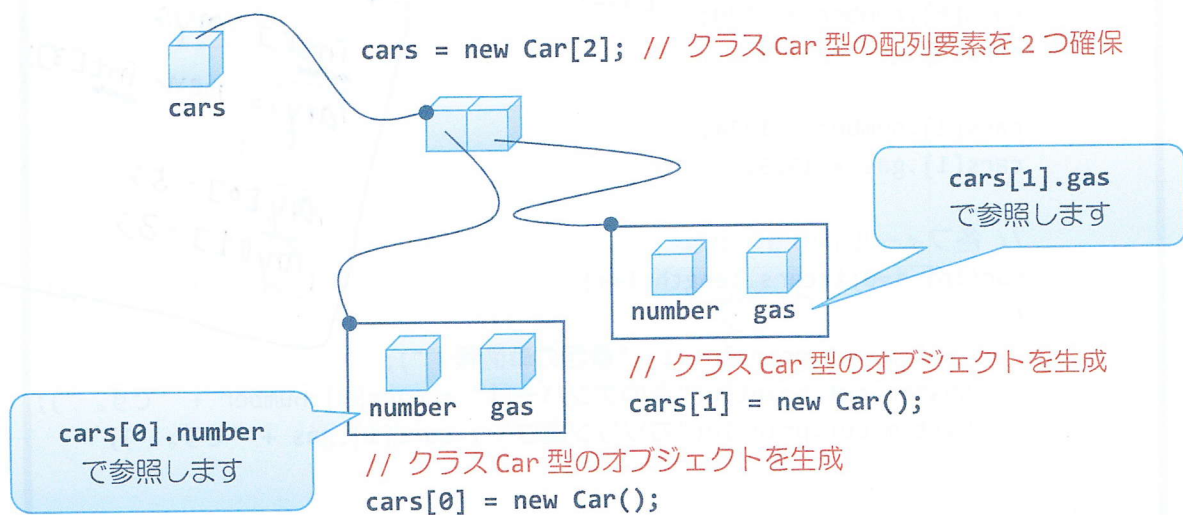 cars = new Car[2]; // クラス Car 型の配列要素を 2 つ確保
cars
cars[1].gas
で参照します
number gas
// クラス Car 型のオブジェクトを生成
cars[1] = new Car();
number gas
cars[0].number
で参照します
// クラス Car 型のオブジェクトを生成
cars[0] = new Car();